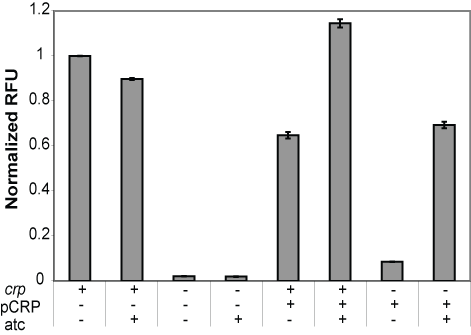 1.2
1
0.8
0.6
0.4
0.2
0
Normalized RFU
crp + + - - + + - -
pCRP - - - - + + + +
atc - + - + - + - +